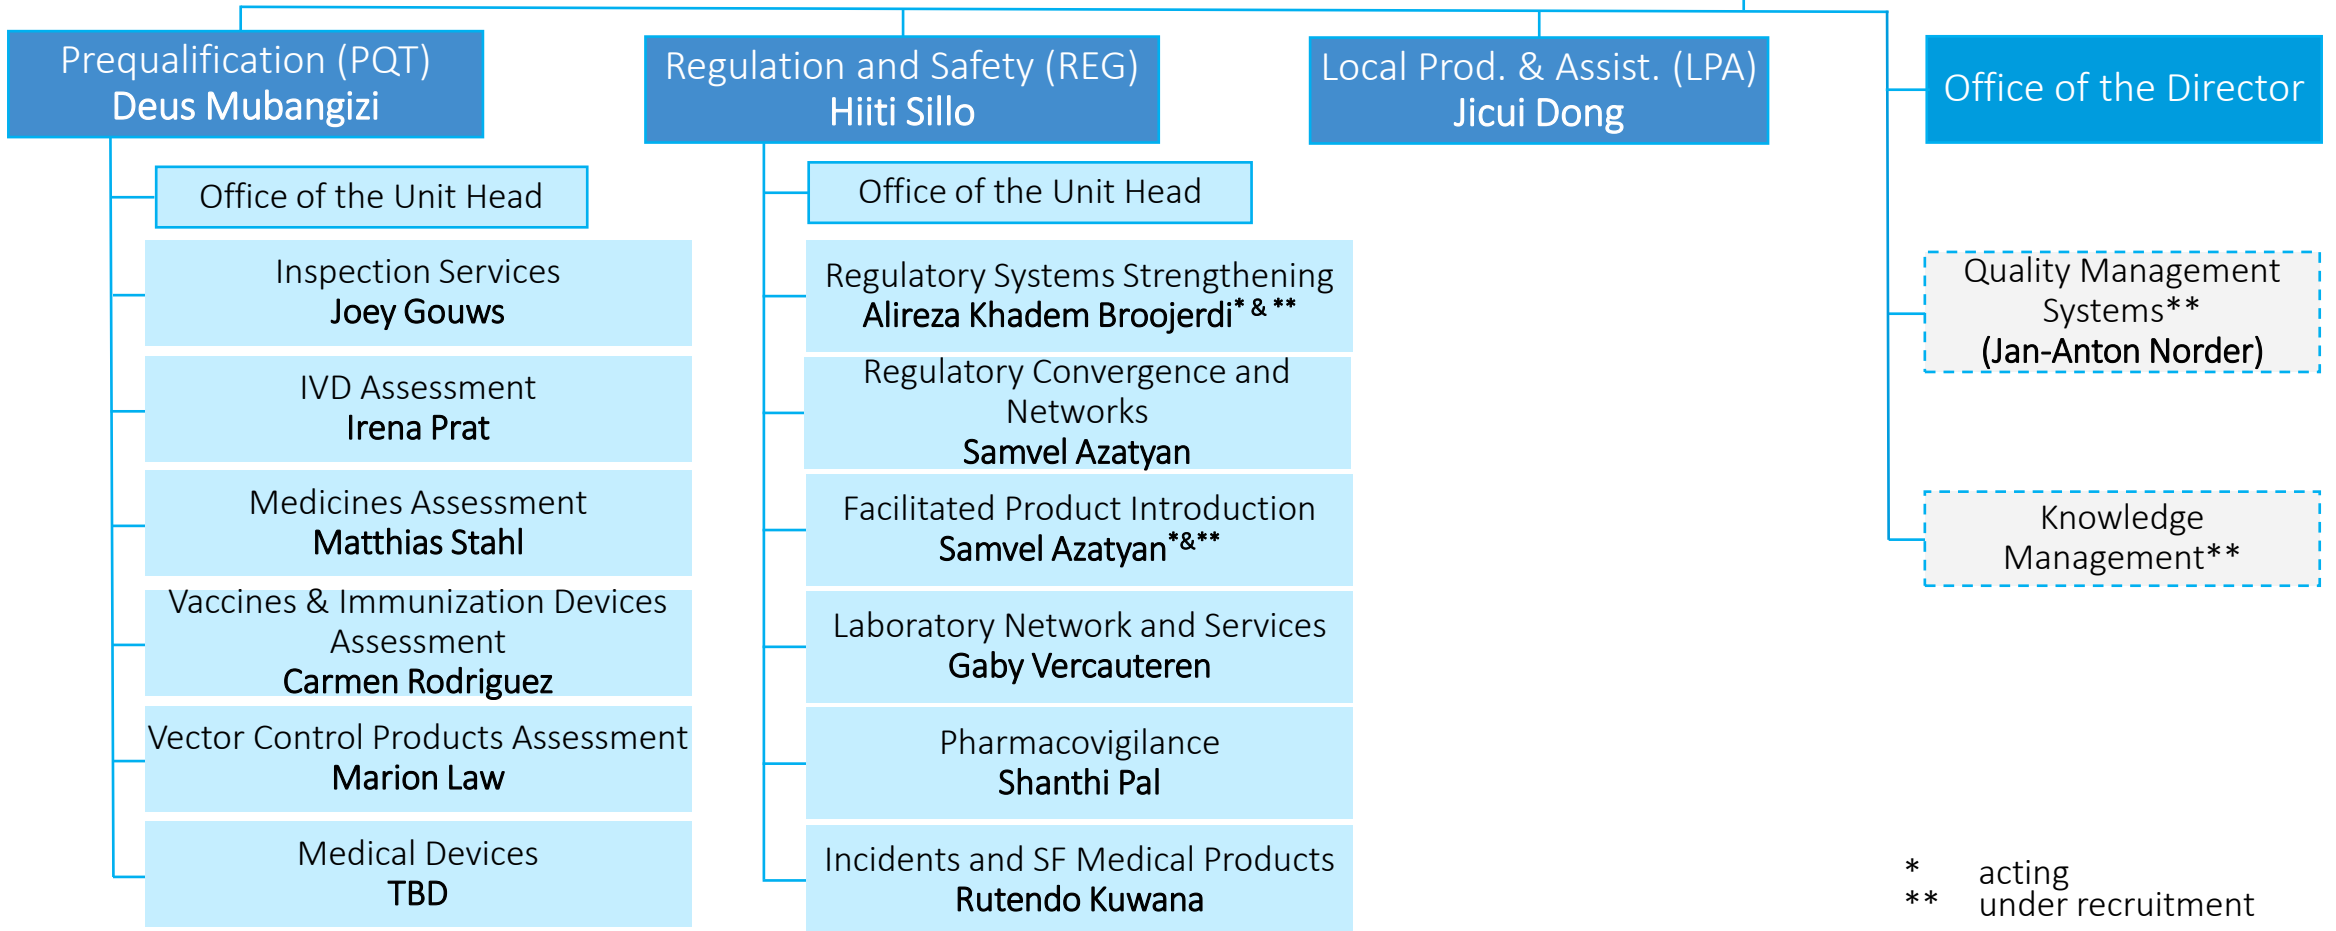 Prequalification (PQT)
Deus Mubangizi
Office of the Unit Head
Inspection Services
Joey Gouws
IVD Assessment
Irena Prat
Medicines Assessment
Matthias Stahl
Vaccines & Immunization Devices
Assessment
Carmen Rodriguez
Vector Control Products Assessment
Marion Law
Medical Devices
TBD
Regulation and Safety (REG)
Hiiti Sillo
Office of the Unit Head
Regulatory Systems Strengthening
Alireza Khadem Broojerdi* & **
Regulatory Convergence and
Networks
Samvel Azatyan
Facilitated Product Introduction
Samvel Azatyan*&**
Laboratory Network and Services
Gaby Vercauteren
Pharmacovigilance
Shanthi Pal
Incidents and SF Medical Products
Rutendo Kuwana
Local Prod. & Assist. (LPA)
Jicui Dong
Office of the Director
Quality Management
Systems**
(Jan-Anton Norder)
Knowledge
Management**
* acting
** under recruitment